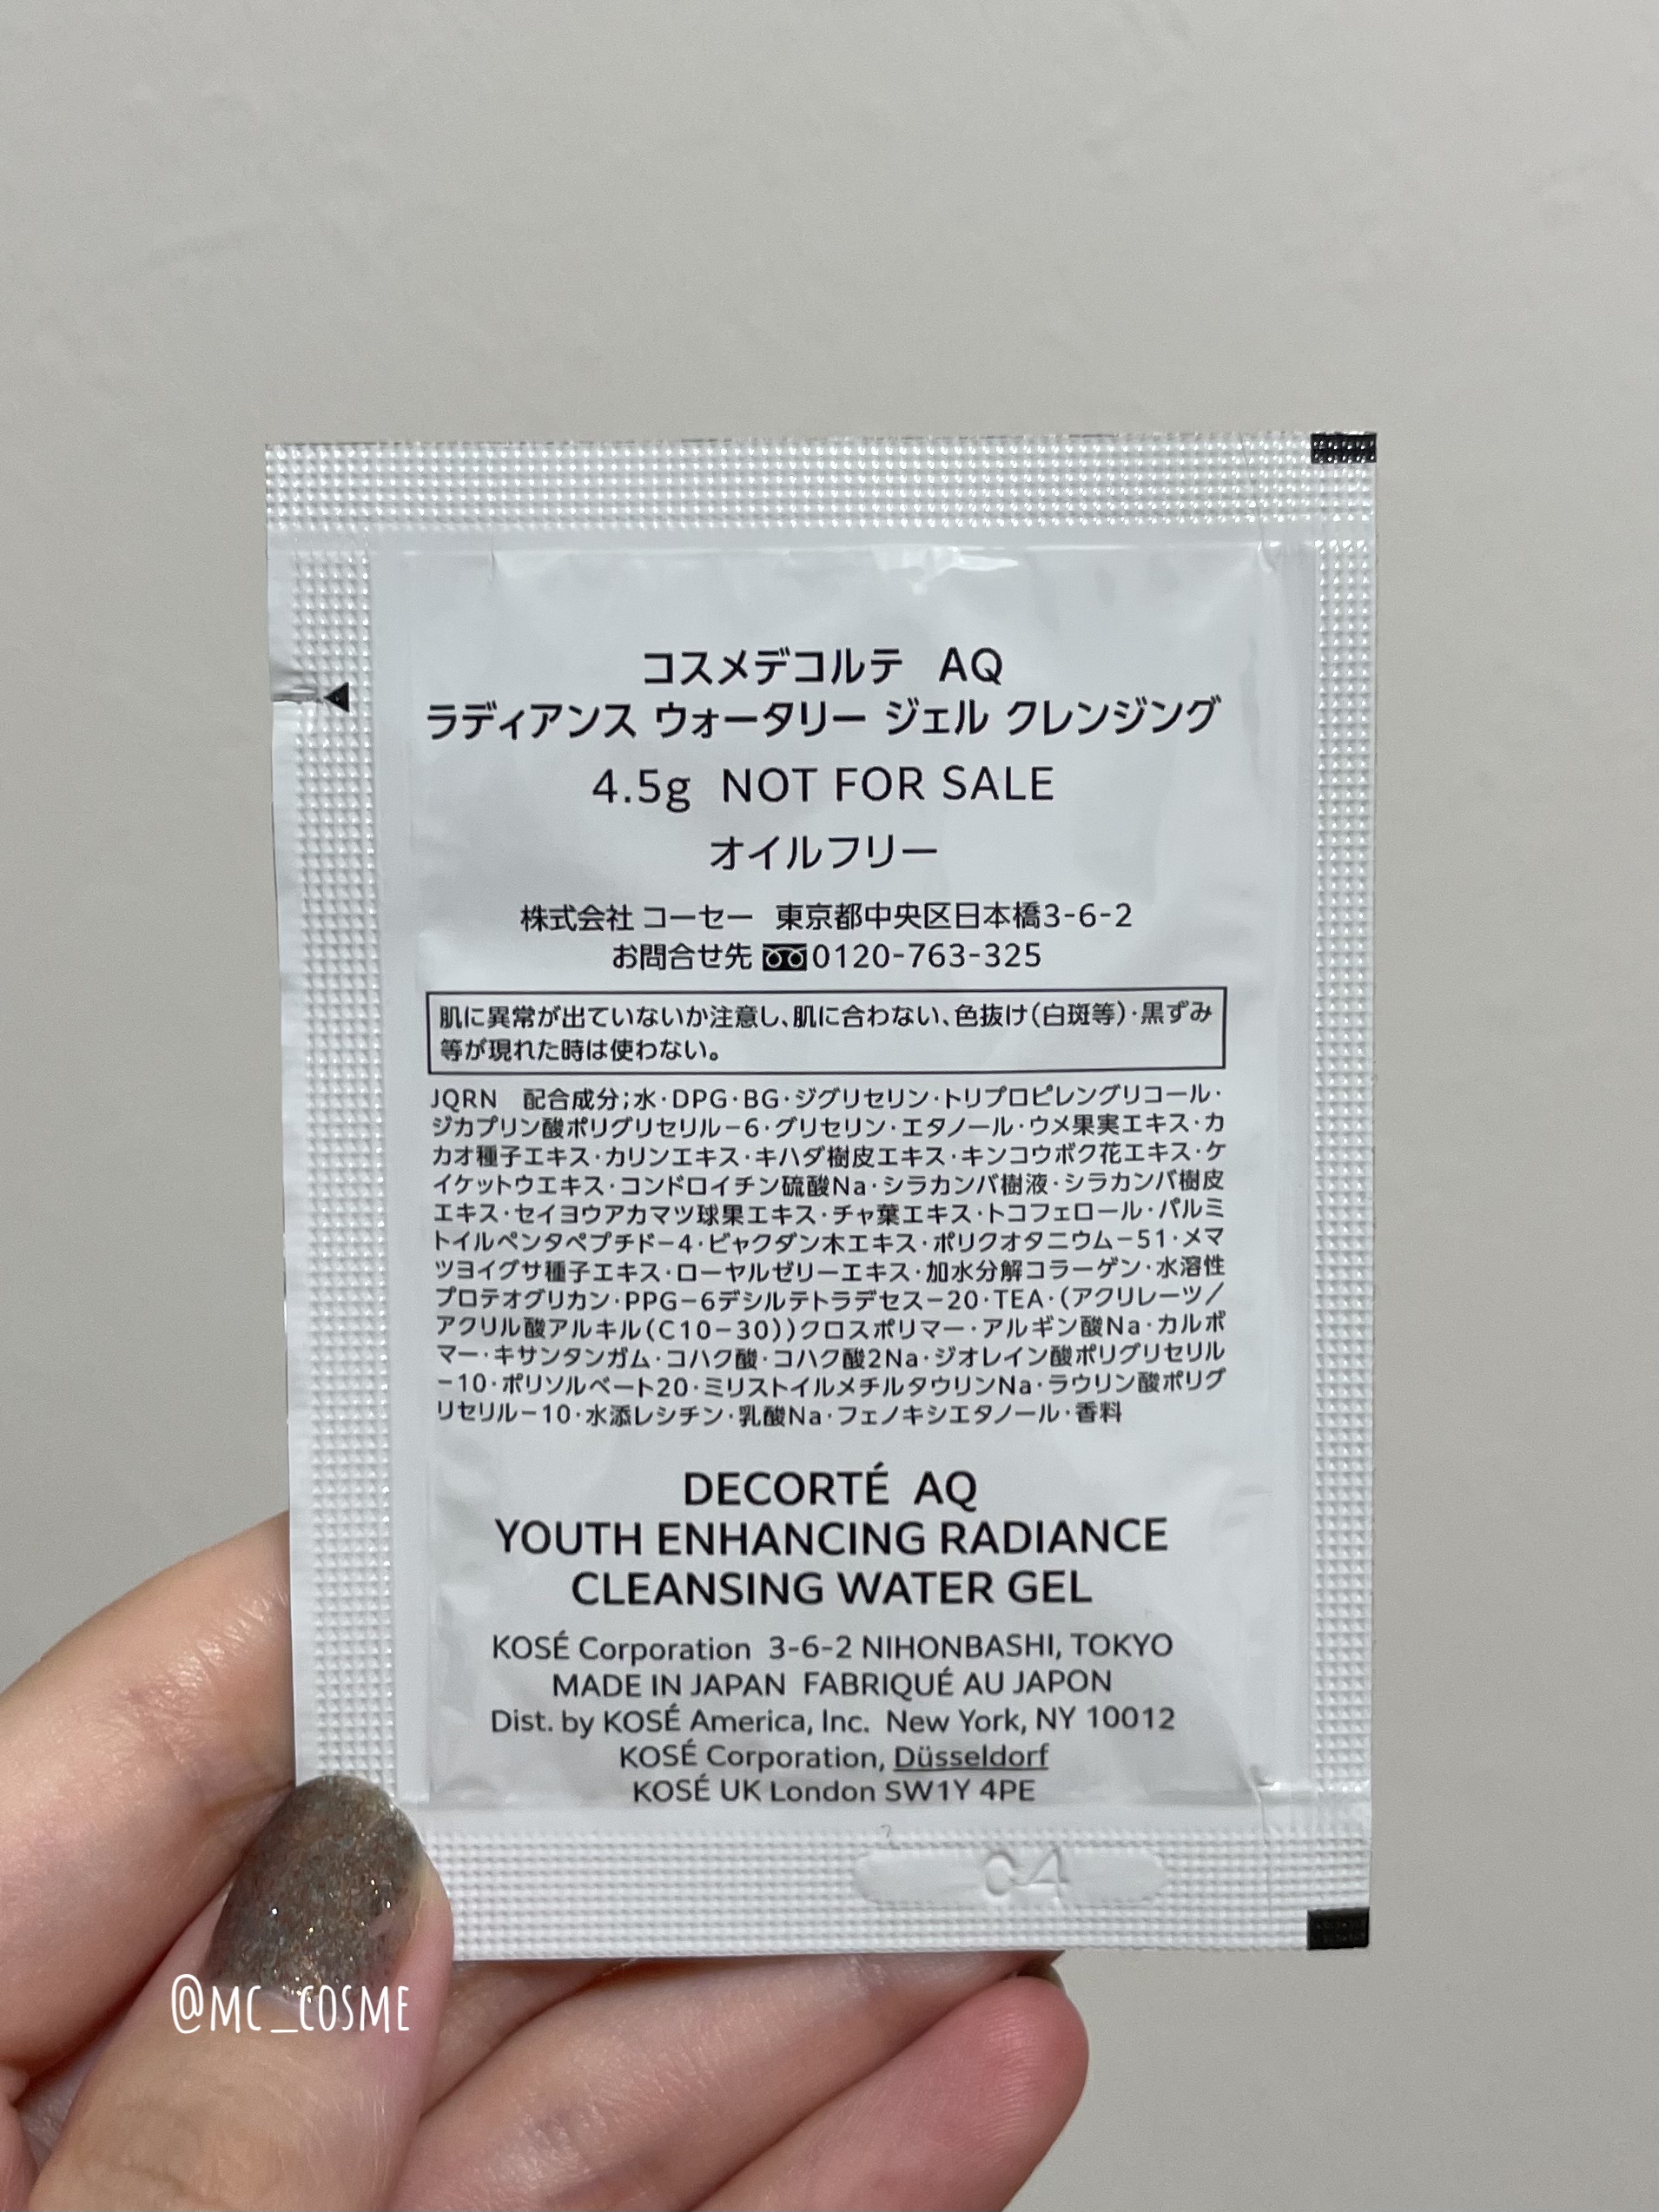 コスメデコルテ AQ
ラディアンス ウォータリー ジェル クレンジング
4.5g NOT FOR SALE
オイルフリー
株式会社 コーセー 東京都中央区日本橋3-6-2
お問合せ先 0120-763-325
肌に異常が出ていないか注意し、肌に合わない、色抜け(白斑等)・黒ずみ
等が現れた時は使わない。
JQRN 配合成分;水・DPG・BG・ジグリセリン・トリプロピレングリコール・
ジカプリン酸ポリグリセリル－6・グリセリン・エタノール・ウメ果実エキス・カ
カオ種子エキス・カリンエキス・キハダ樹皮エキス・キンコウボク花エキス・ケ
イケットウエキス・コンドロイチン硫酸Na・シラカンバ樹液・シラカンバ樹皮
エキス・セイヨウアカマツ球果エキス・チャ葉エキス・トコフェロール・パルミ
トイルペンタペプチド－4・ビャクダン木エキス・ポリクオタニウム－51・メマ
ツヨイグサ種子エキス・ローヤルゼリーエキス・加水分解コラーゲン・水溶性
プロテオグリカン・PPG－6デシルテトラデセス－20・TEA・(アクリレーツ/
アクリル酸アルキル(C10－30))クロスポリマー・アルギン酸Na・カルボ
マー・キサンタンガム・コハク酸・コハク酸2Na・ジオレイン酸ポリグリセリル
－10・ポリソルベート20・ミリストイルメチルタウリンNa・ラウリン酸ポリグ
リセリル－10・水添レシチン・乳酸Na・フェノキシエタノール・香料
DECORTÉ AQ
YOUTH ENHANCING RADIANCE
CLEANSING WATER GEL
KOSÉ Corporation 3-6-2 NIHONBASHI, TOKYO
MADE IN JAPAN FABRIQUÉ AU JAPON
Dist. by KOSÉ America, Inc. New York, NY 10012
KOSÉ Corporation, Düsseldorf
KOSÉ UK London SW1Y 4PE
C4
@MC_COSME